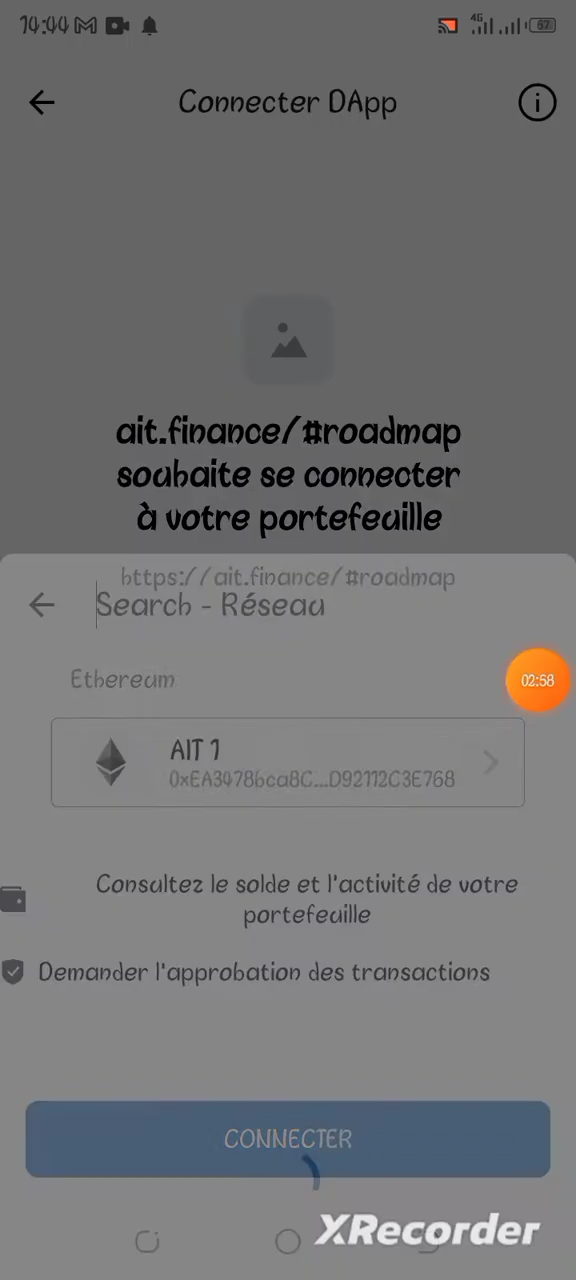 14:44
4G
67
Connecter DApp
ait.finance/#roadmap
souhaite se connecter
à votre portefeuille
https://ait.finance/#roadmap
Search - Réseau
Ethereum
02:58
AIT 1
0xEA3478bca8C...D92112C3E768
Consultez le solde et l'activité de votre
portefeuille
Demander l'approbation des transactions
CONNECTER
XRecorder